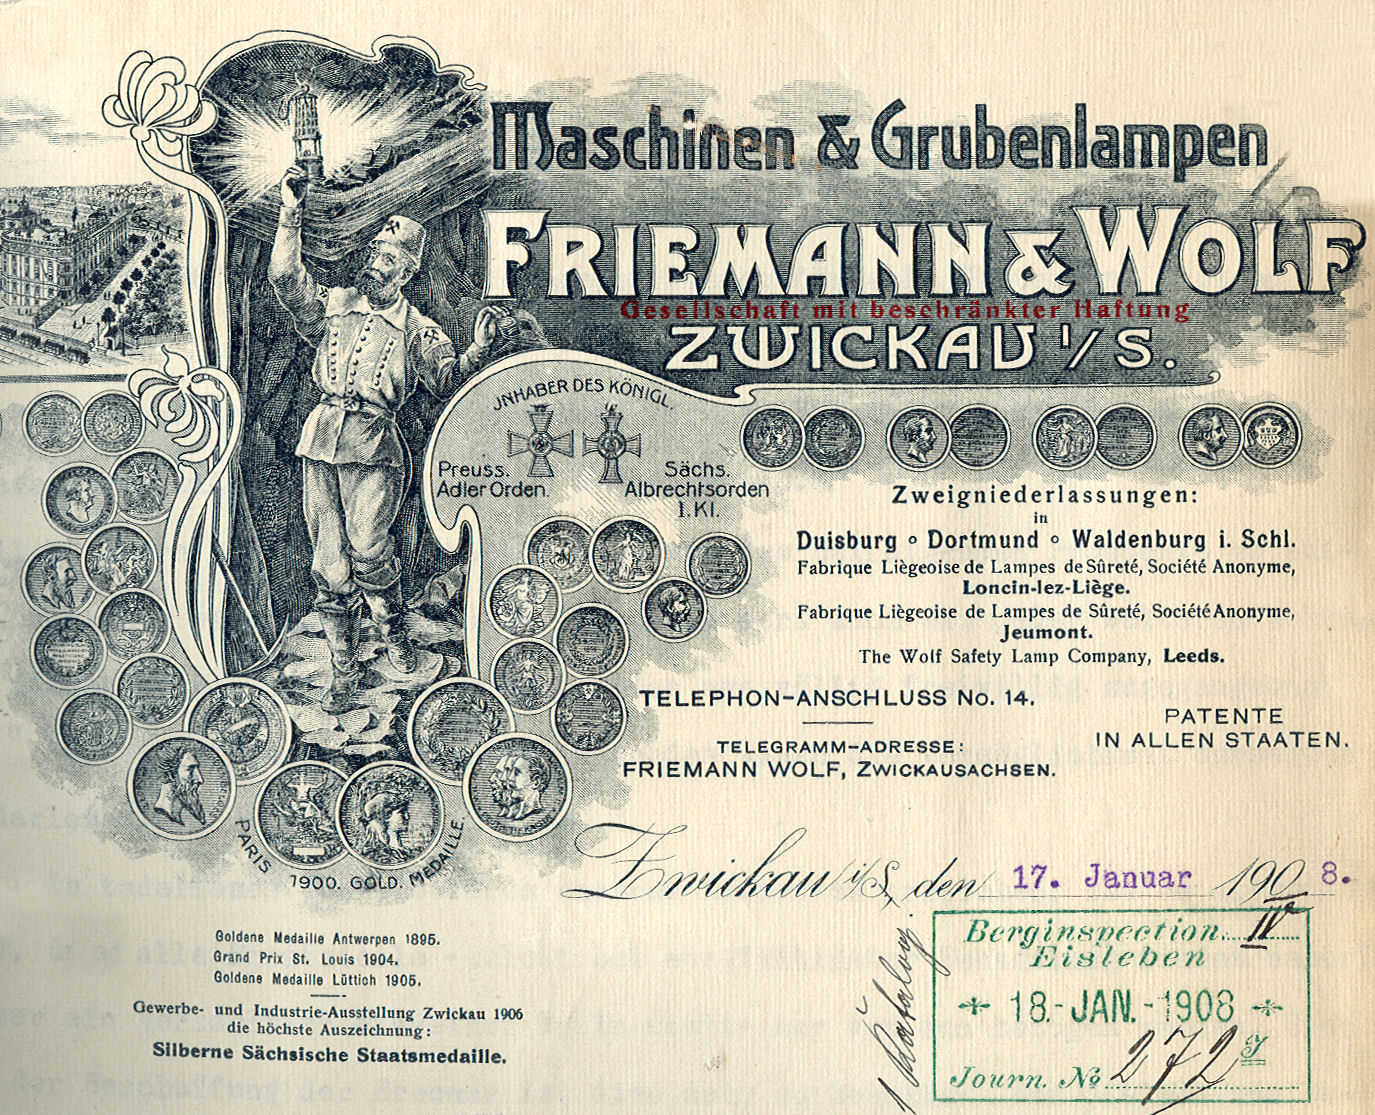 Maschinen & Grubenlampen
FRIEMANN & WOLF
Gesellschaft mit beschränkter Haftung
ZWICKAU I/S.
JNHABER DES KÖNIGL.
Preuss.
Adler Orden.
Sächs.
Albrechtsorden
I. Kl.
Zweigniederlassungen:
in
Duisburg o Dortmund o Waldenburg i. Schl.
Fabrique Liègeoise de Lampes de Sûreté, Société Anonyme,
Loncin-lez-Liège.
Fabrique Liègeoise de Lampes de Sûreté, Société Anonyme,
Jeumont.
The Wolf Safety Lamp Company, Leeds.
TELEPHON-ANSCHLUSS No. 14.
PATENTE
IN ALLEN STAATEN.
TELEGRAMM-ADRESSE:
FRIEMANN WOLF, ZWICKAUSACHSEN.
PARIS 1900. GOLD. MEDAILLE.
Zwickau i/S, den 17. Januar 1908.
Goldene Medaille Antwerpen 1895.
Grand Prix St. Louis 1904.
Goldene Medaille Lüttich 1905.
Gewerbe- und Industrie-Ausstellung Zwickau 1906
die höchste Auszeichnung:
Silberne Sächsische Staatsmedaille.
1 Katalog.
Berginspection IV
Eisleben
18.-JAN.-1908
Journ. No 272 I